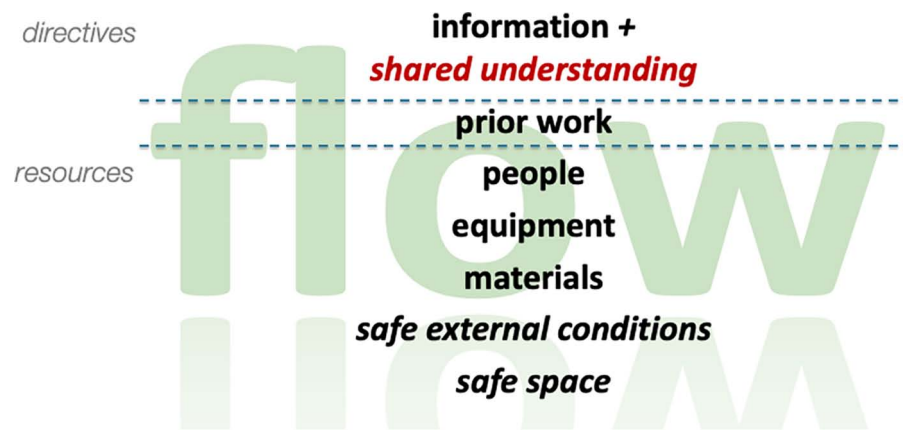 directives
information +
shared understanding
prior work
resources
people
equipment
materials
safe external conditions
safe space
flow